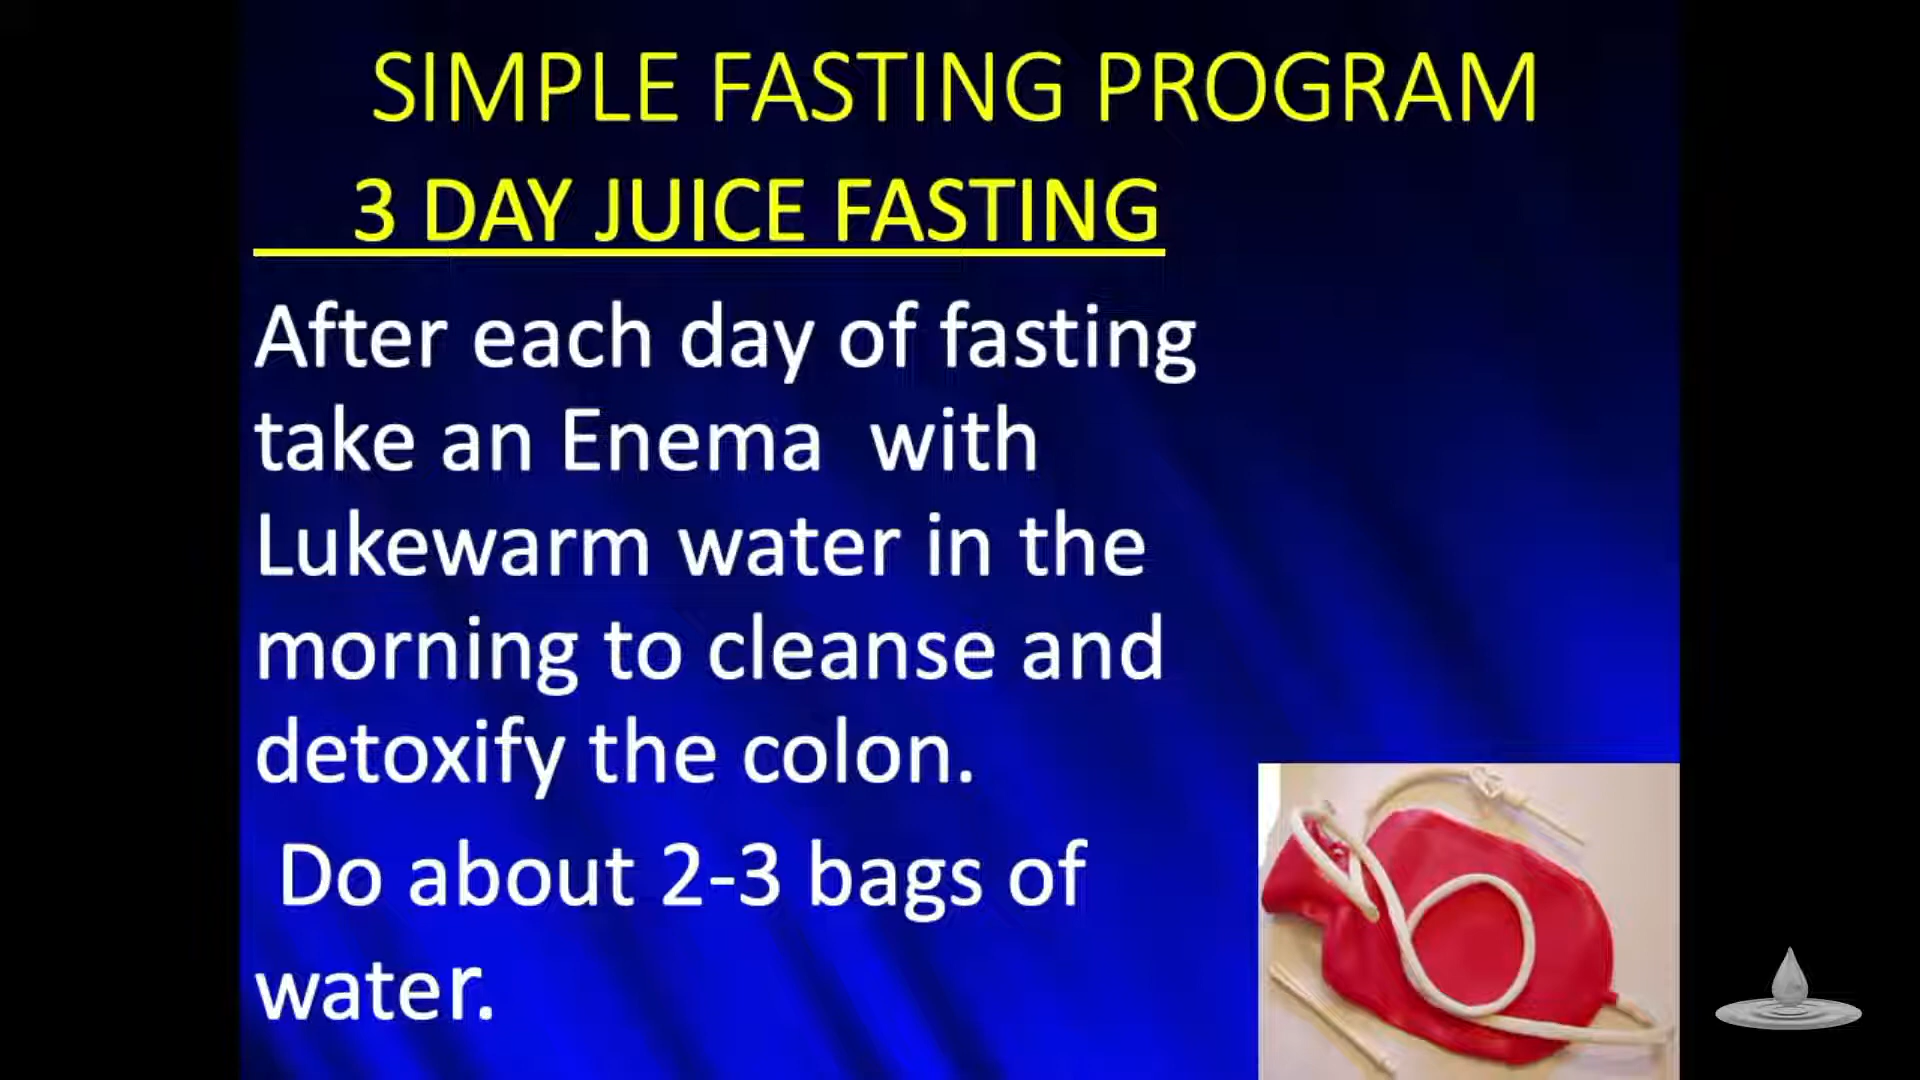 SIMPLE FASTING PROGRAM
3 DAY JUICE FASTING
After each day of fasting
take an Enema  with
Lukewarm water in the
morning to cleanse and
detoxify the colon.
Do about 2-3 bags of
water.